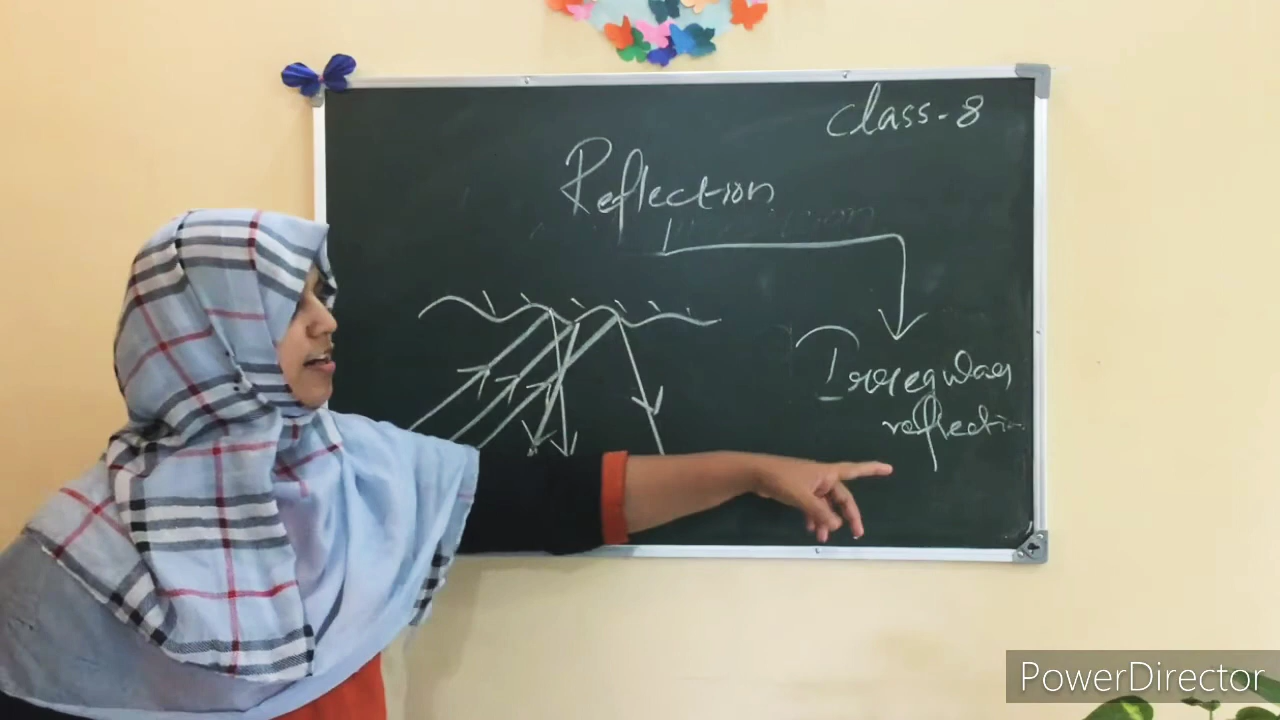 Class-8
Reflection
Irregular
reflection
PowerDirector